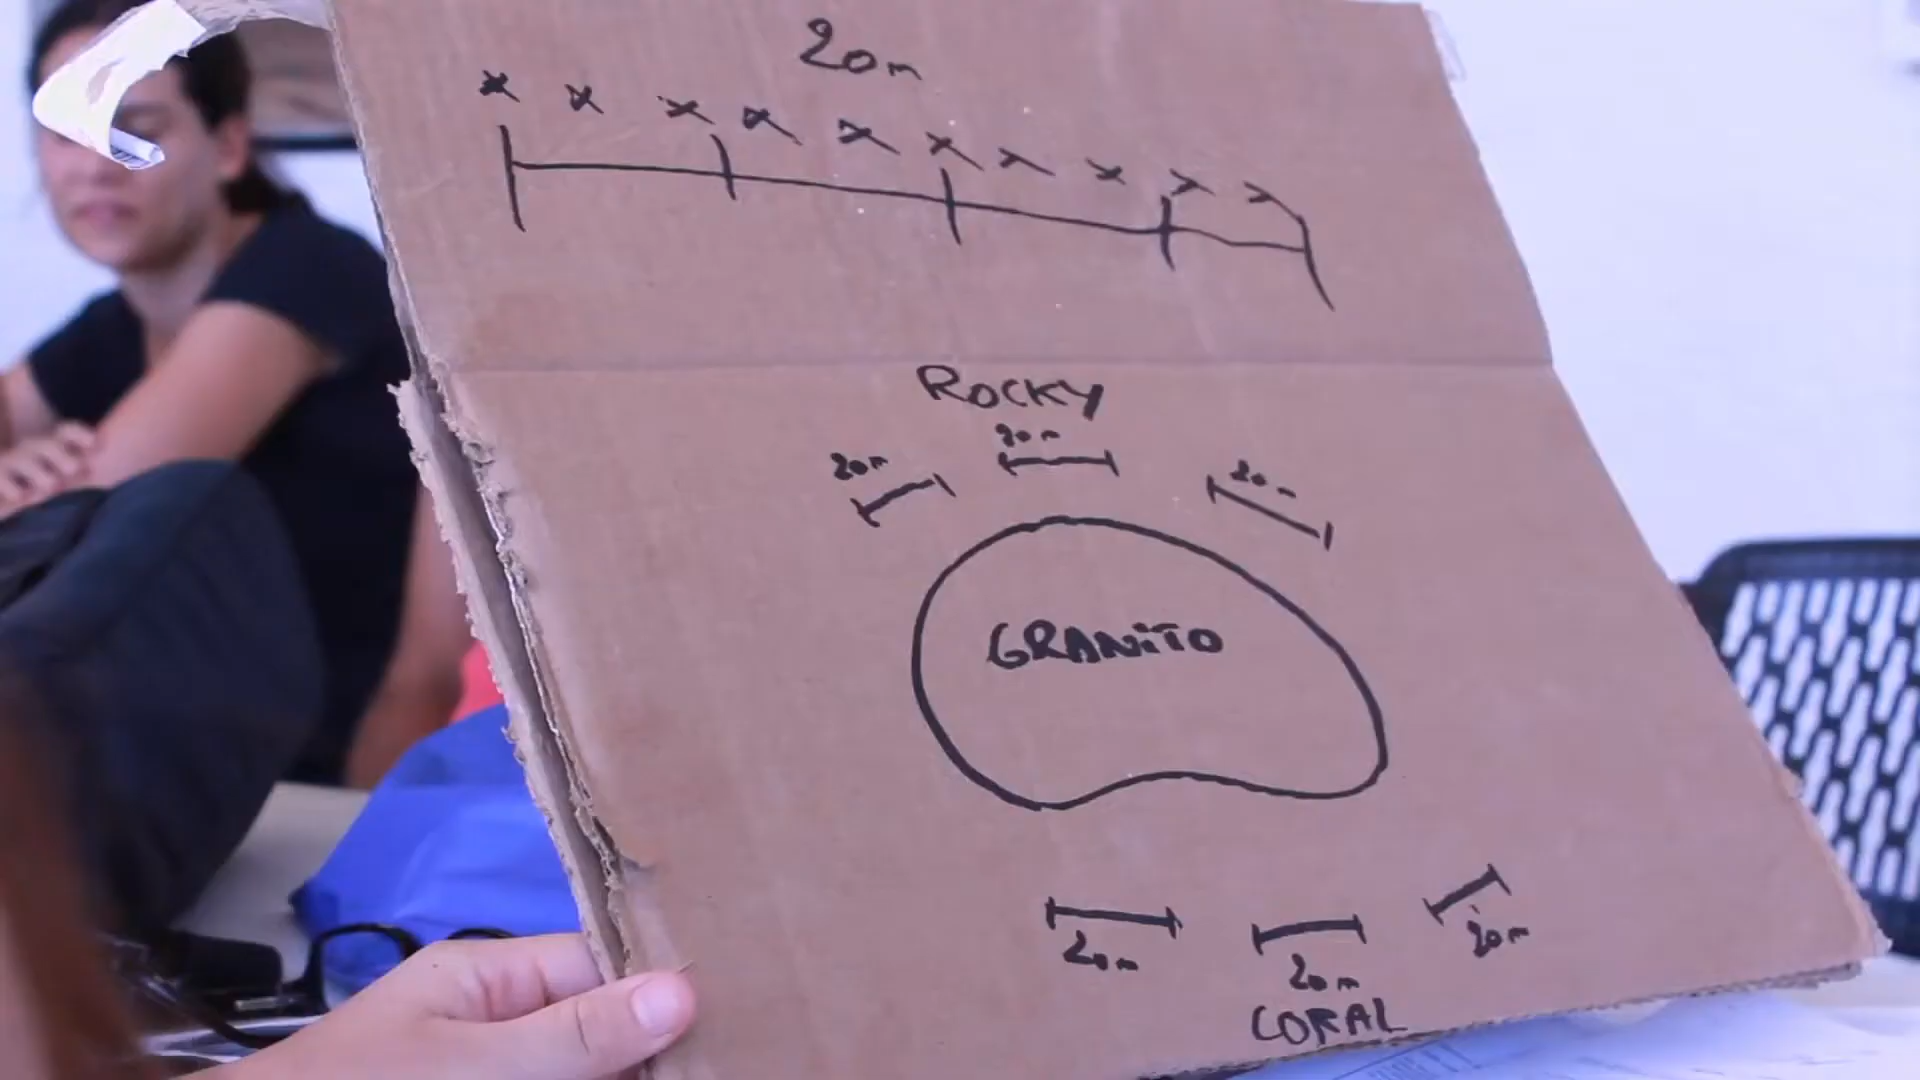 20m
x x x x x x x x x x
ROCKY
20m 20m 20m
GRANiTO
20m 20m 20m
CORAL